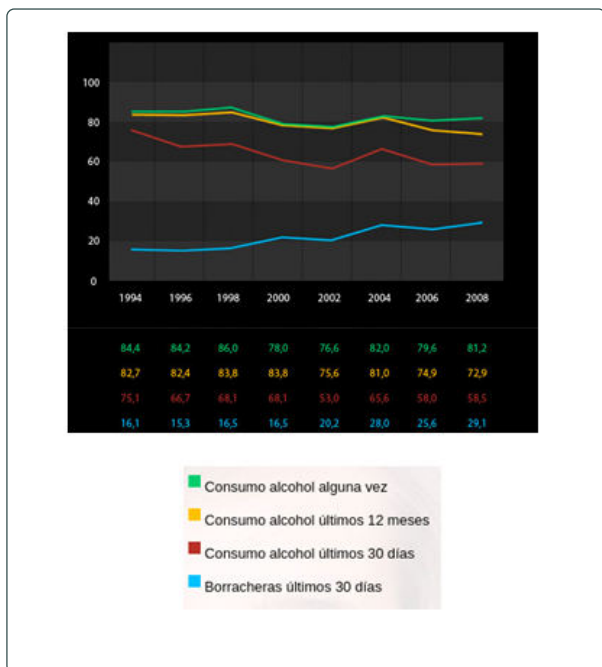 100
80
60
40
20
0
1994 1996 1998 2000 2002 2004 2006 2008
84,4 84,2 86,0 78,0 76,6 82,0 79,6 81,2
82,7 82,4 83,8 83,8 75,6 81,0 74,9 72,9
75,1 66,7 68,1 68,1 53,0 65,6 58,0 58,5
16,1 15,3 16,5 16,5 20,2 28,0 25,6 29,1
Consumo alcohol alguna vez
Consumo alcohol últimos 12 meses
Consumo alcohol últimos 30 días
Borracheras últimos 30 días